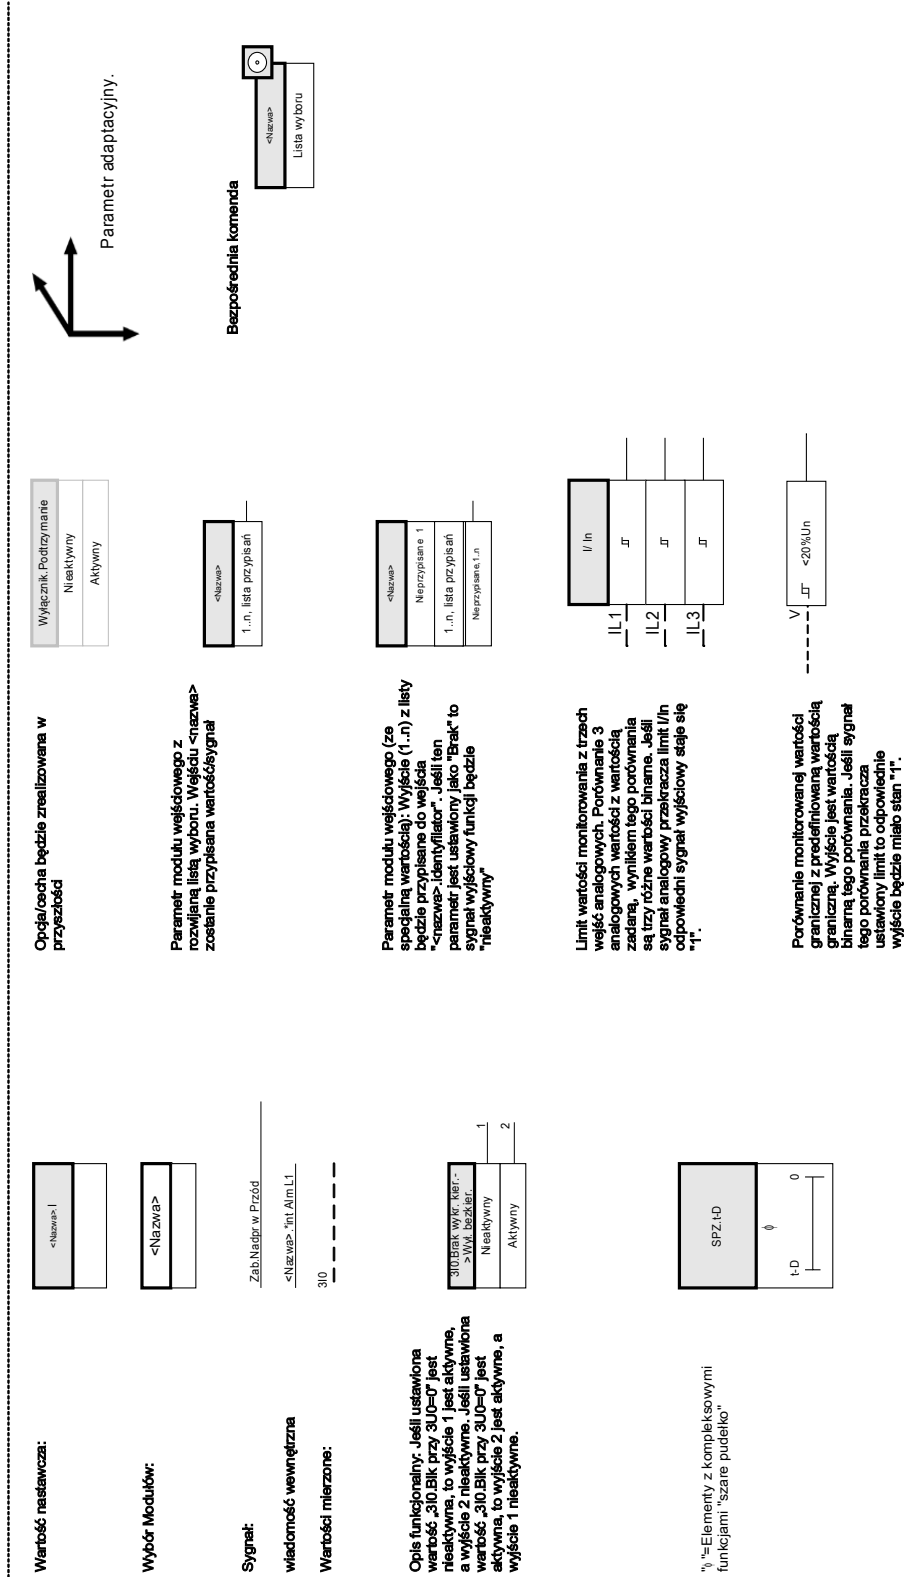 Wartość nastawcza:
<Nazwa>.I
Wybór Modułów:
<Nazwa>
Sygnał:
Zab.Nadpr w Przód
wiadomość wewnętrzna
<Nazwa>.*int Alm L1
Wartości mierzone:
3I0
Opis funkcjonalny: Jeśli ustawiona
wartość „3I0.Blk przy 3U0=0” jest
nieaktywna, to wyjście 1 jest aktywne,
a wyjście 2 nieaktywne. Jeśli ustawiona
wartość „3I0.Blk przy 3U0=0” jest
aktywna, to wyjście 2 jest aktywne, a
wyjście 1 nieaktywne.
3I0.Brak wykr. kier.-
>Wył. bezkier.
Nieaktywny
1
Aktywny
2
"ϕ"=Elementy z kompleksowymi
funkcjami "szare pudełko"
SPZ.t-D
ϕ
t-D
0
Opcja/cecha będzie zrealizowana w
przyszłości
Wyłącznik.Podtrzymanie
Nieaktywny
Aktywny
Parametr modułu wejściowego z
rozwijaną listą wyboru. Wejściu <nazwa>
zostanie przypisana wartość/sygnał
<Nazwa>
1..n, lista przypisań
Parametr modułu wejściowego (ze
specjalną wartością): Wyjście (1..n) z listy
będzie przypisane do wejścia
"<nazwa>.identyfilator". Jeśli ten
parametr jest ustawiony jako "Brak" to
sygnał wyjściowy funkcji będzie
"nieaktywny"
<Nazwa>
Nieprzypisane 1
1..n, lista przypisań
Nieprzypisane,1..n
Limit wartości monitorowania z trzech
wejść analogowych. Porównanie 3
analogowych wartości z wartością
zadaną, wynikiem tego porównania
są trzy różne wartości binarne. Jeśli
sygnał analogowy przekracza limit I/In
odpowiedni sygnał wyjściowy staje się
"1".
I/ In
IL1
IL2
IL3
Porównanie monitorowanej wartości
granicznej z predefiniowaną wartością
graniczną. Wyjście jest wartością
binarną tego porównania. Jeśli sygnał
tego porównania przekracza
ustawiony limit to odpowiednie
wyjście będzie miało stan "1".
V
<20%Un
Parametr adaptacyjny.
Bezpośrednia komenda
<Nazwa>
Lista wyboru